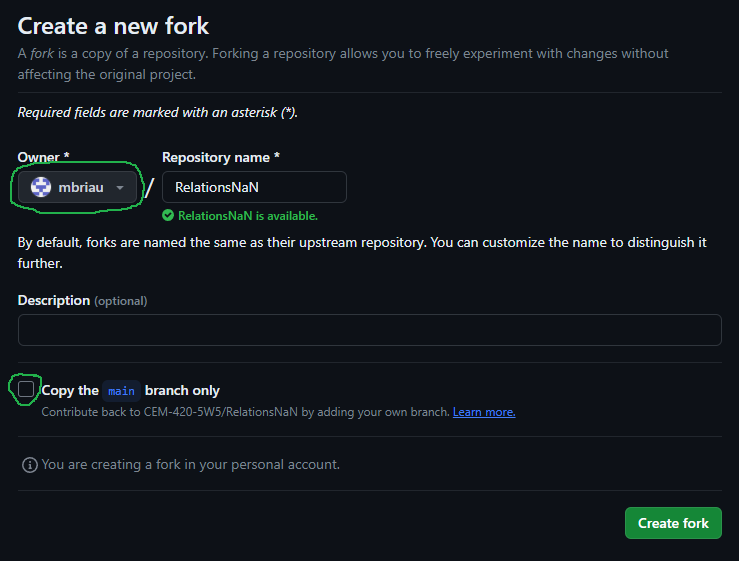 Create a new fork
A fork is a copy of a repository. Forking a repository allows you to freely experiment with changes without
affecting the original project.
Required fields are marked with an asterisk (*).
Owner * Repository name *
mbriau / RelationsNaN
RelationsNaN is available.
By default, forks are named the same as their upstream repository. You can customize the name to distinguish it
further.
Description (optional)
Copy the main branch only
Contribute back to CEM-420-5W5/RelationsNaN by adding your own branch. Learn more.
You are creating a fork in your personal account.
Create fork